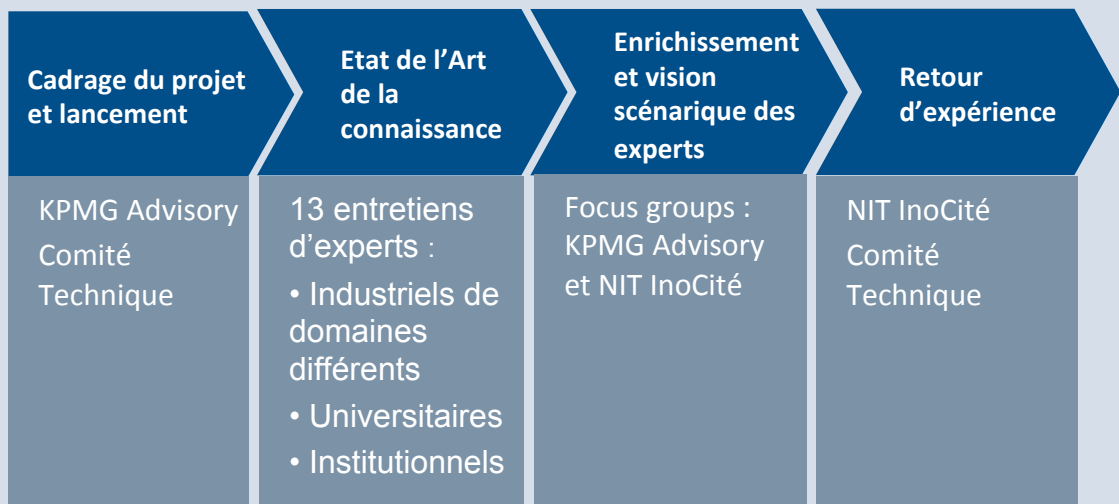 Cadrage du projet
et lancement
Etat de l’Art
de la
connaissance
Enrichissement
et vision
scénarique des
experts
Retour
d’expérience
KPMG Advisory
Comité
Technique
13 entretiens
d’experts :
• Industriels de
domaines
différents
• Universitaires
• Institutionnels
Focus groups :
KPMG Advisory
et NIT InoCité
NIT InoCité
Comité
Technique